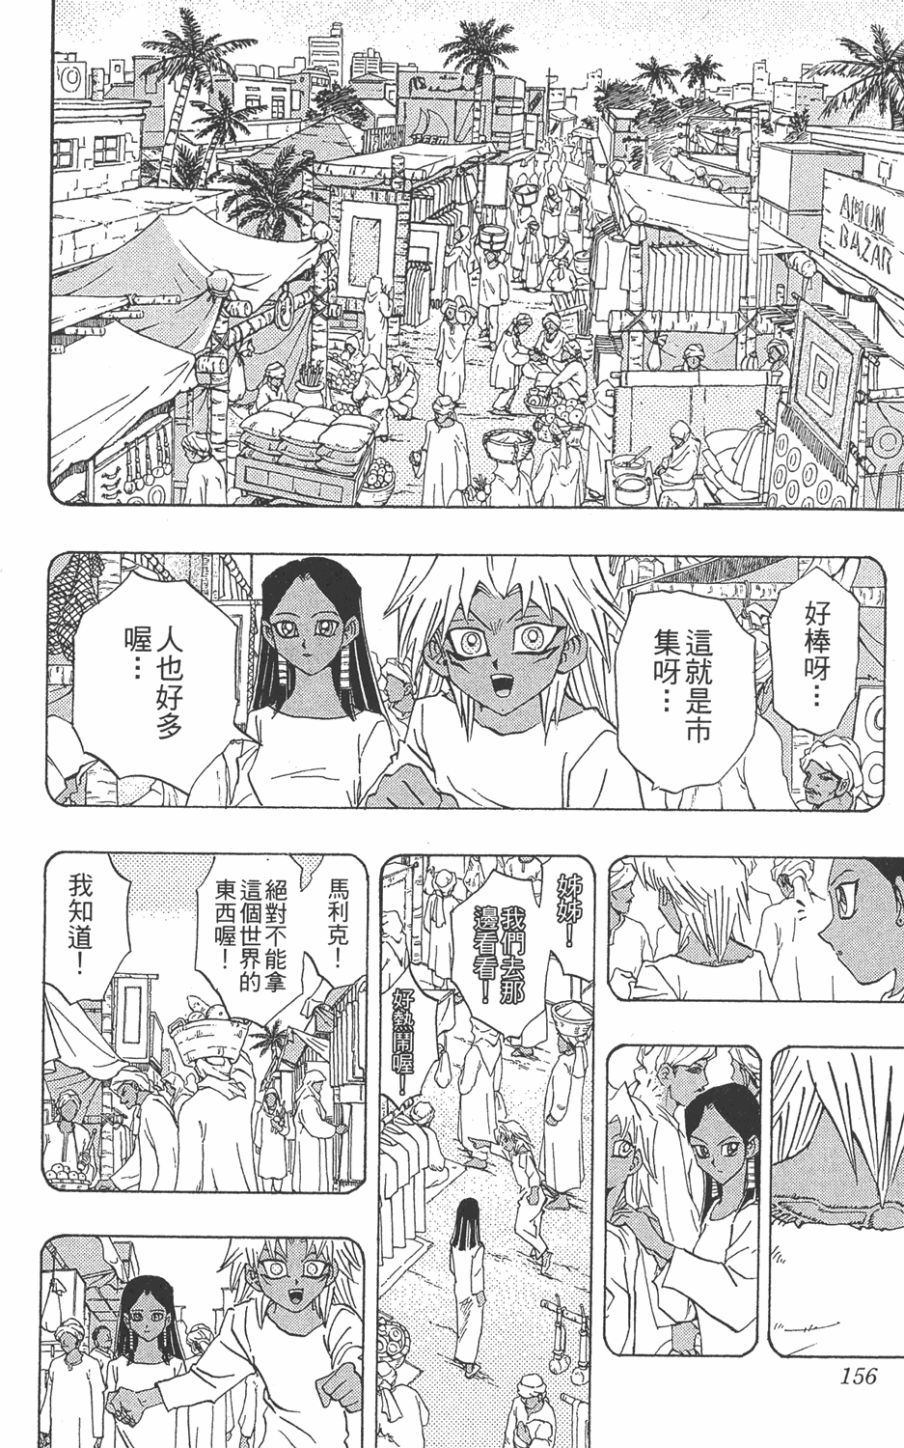 AMON
BAZAR
好棒呀…
這就是市
集呀…
人也好多
喔…
姊姊！
我們去那
邊看看！
好熱鬧喔！
馬利克！
絕對不能拿
這個世界的
東西喔！
我知道！
156